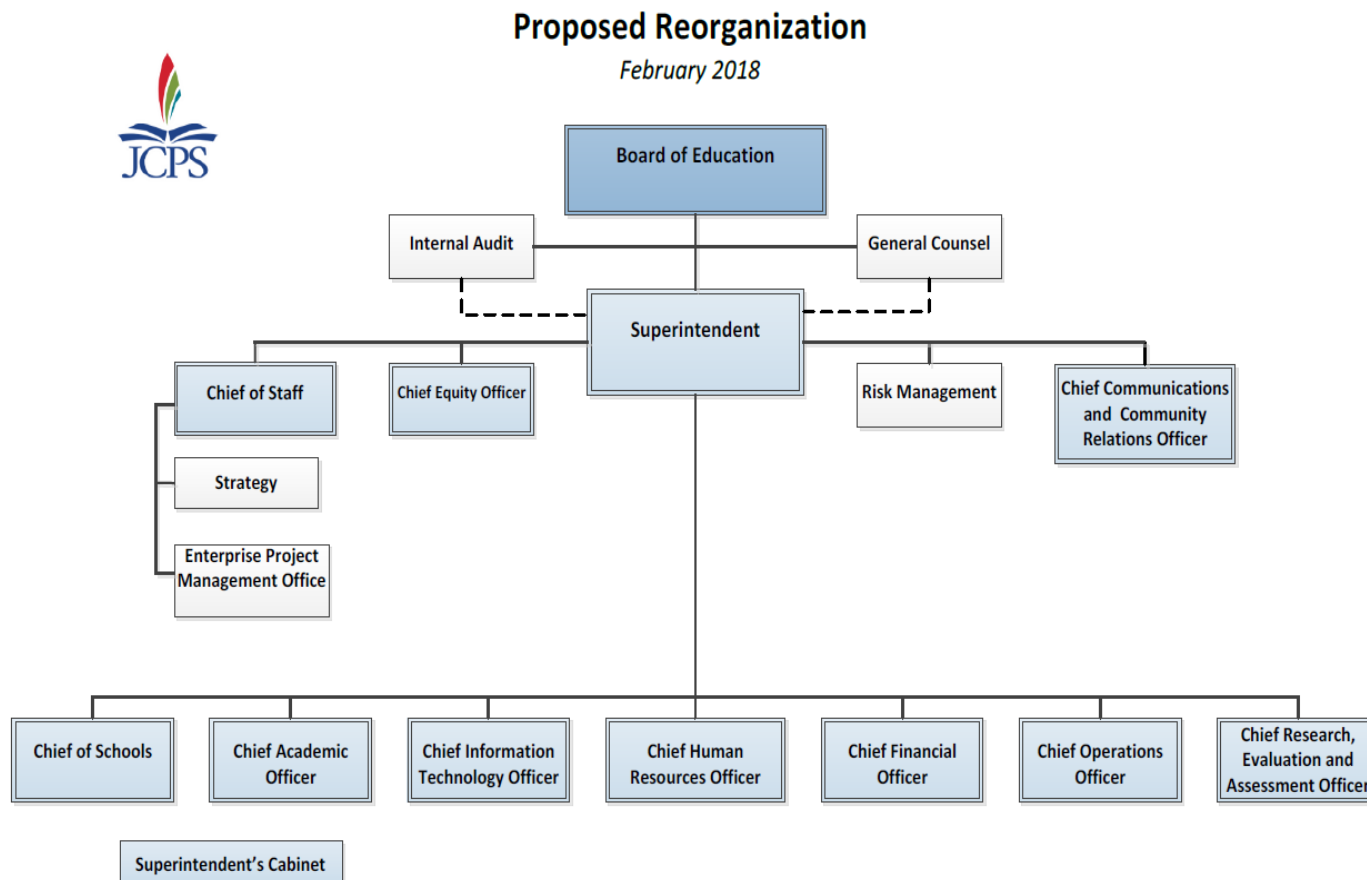 Proposed Reorganization
February 2018
JCPS
Board of Education
Internal Audit
General Counsel
Superintendent
Chief of Staff
Chief Equity Officer
Risk Management
Chief Communications
and Community
Relations Officer
Strategy
Enterprise Project
Management Office
Chief of Schools
Chief Academic
Officer
Chief Information
Technology Officer
Chief Human
Resources Officer
Chief Financial
Officer
Chief Operations
Officer
Chief Research,
Evaluation and
Assessment Officer
Superintendent’s Cabinet